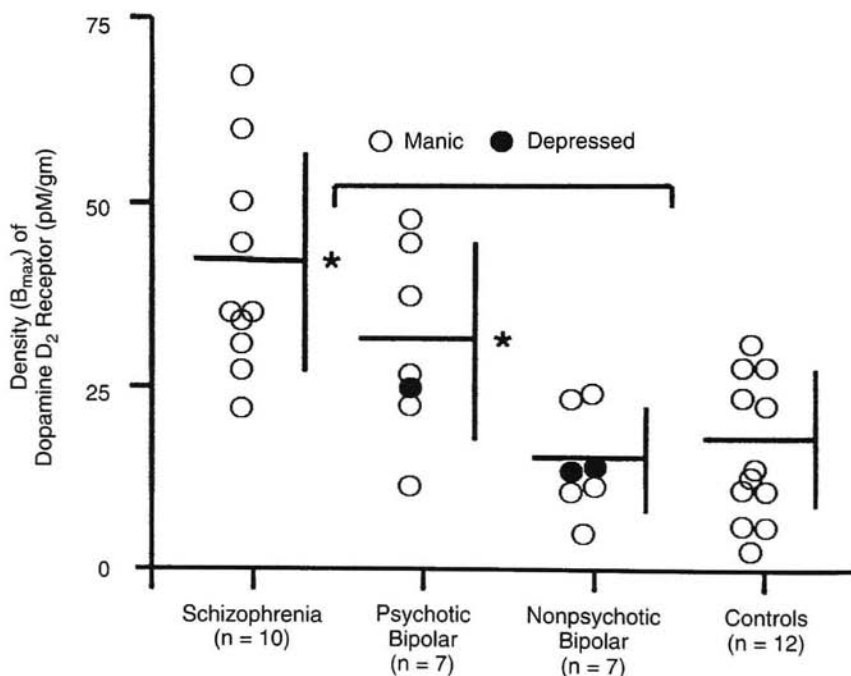 75
50
25
0
Density (Bmax) of
Dopamine D2 Receptor (pM/gm)
Manic Depressed
*
*
Schizophrenia
(n = 10)
Psychotic
Bipolar
(n = 7)
Nonpsychotic
Bipolar
(n = 7)
Controls
(n = 12)